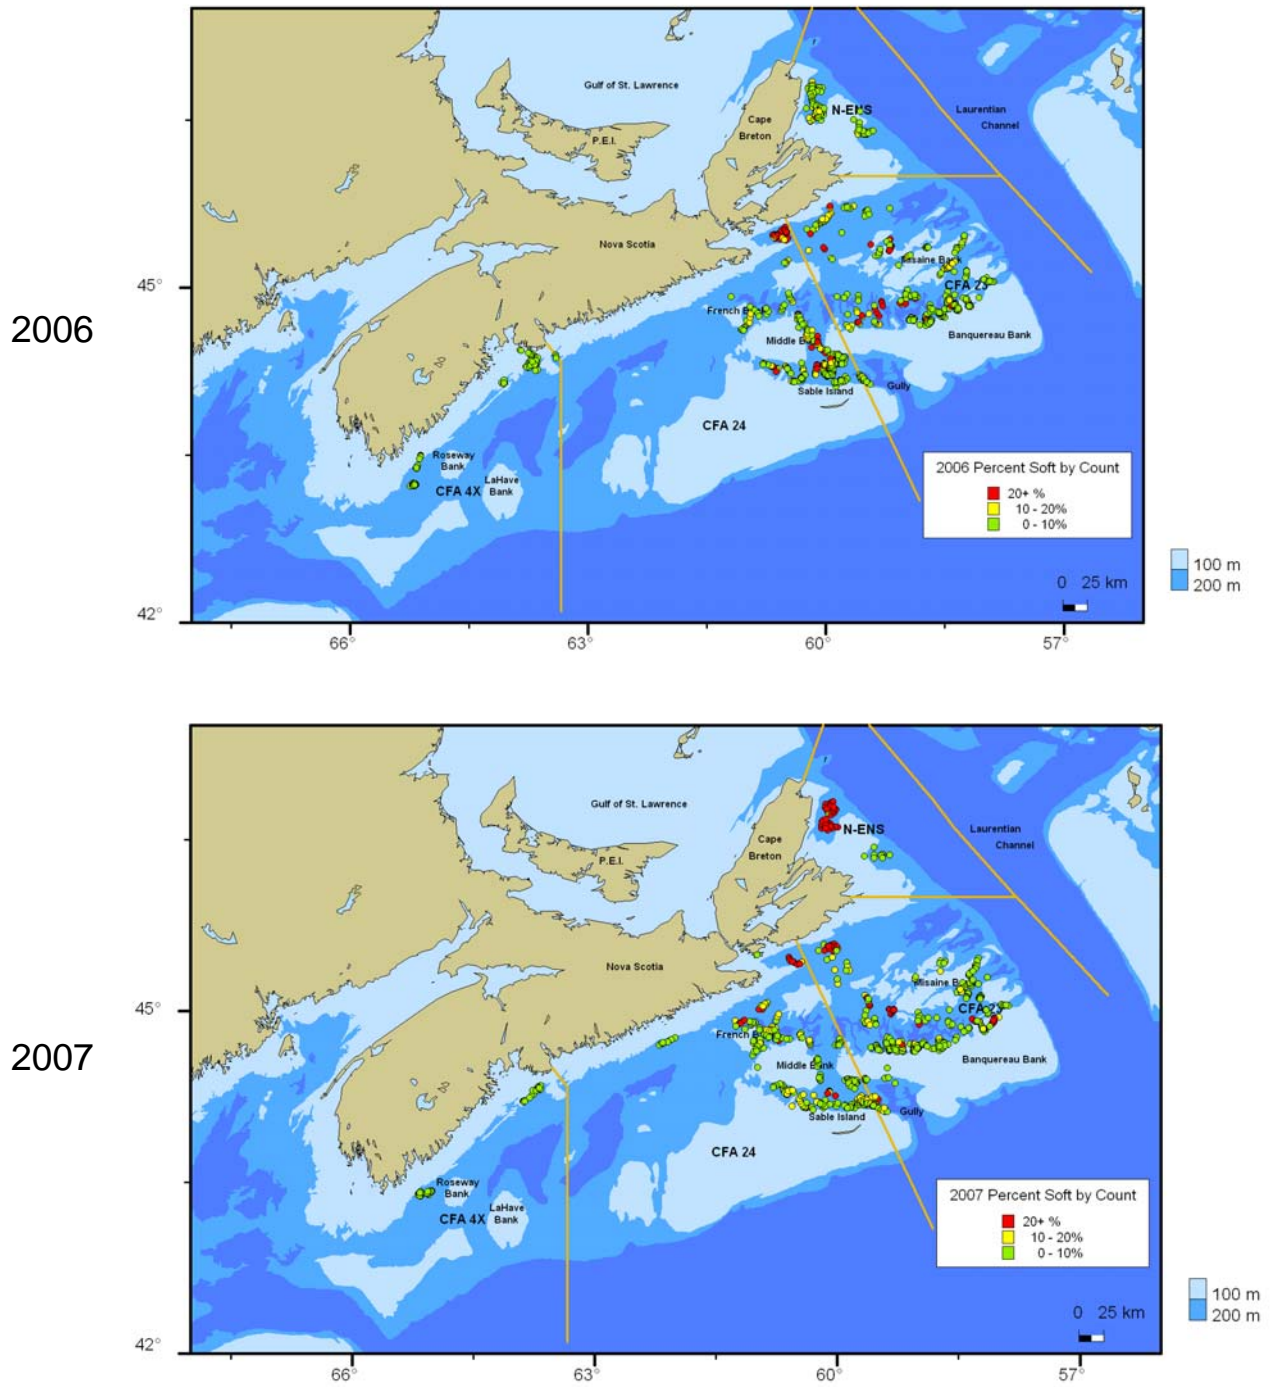 2006
Gulf of St. Lawrence
P.E.I.
Cape
Breton
N-ENS
Laurentian
Channel
Nova Scotia
Misaine Bank
CFA 23
45°
French B
Middle B
Banquereau Bank
Gully
Sable Island
CFA 24
Roseway
Bank
LaHave
Bank
CFA 4X
2006 Percent Soft by Count
20+ %
10 - 20%
0 - 10%
0 25 km
100 m
200 m
42°
66°
63°
60°
57°
2007
Gulf of St. Lawrence
P.E.I.
Cape
Breton
N-ENS
Laurentian
Channel
Nova Scotia
Misaine B
CFA 23
45°
French B
Middle Bank
Banquereau Bank
Gully
Sable Island
CFA 24
Roseway
Bank
LaHave
Bank
CFA 4X
2007 Percent Soft by Count
20+ %
10 - 20%
0 - 10%
0 25 km
100 m
200 m
42°
66°
63°
60°
57°